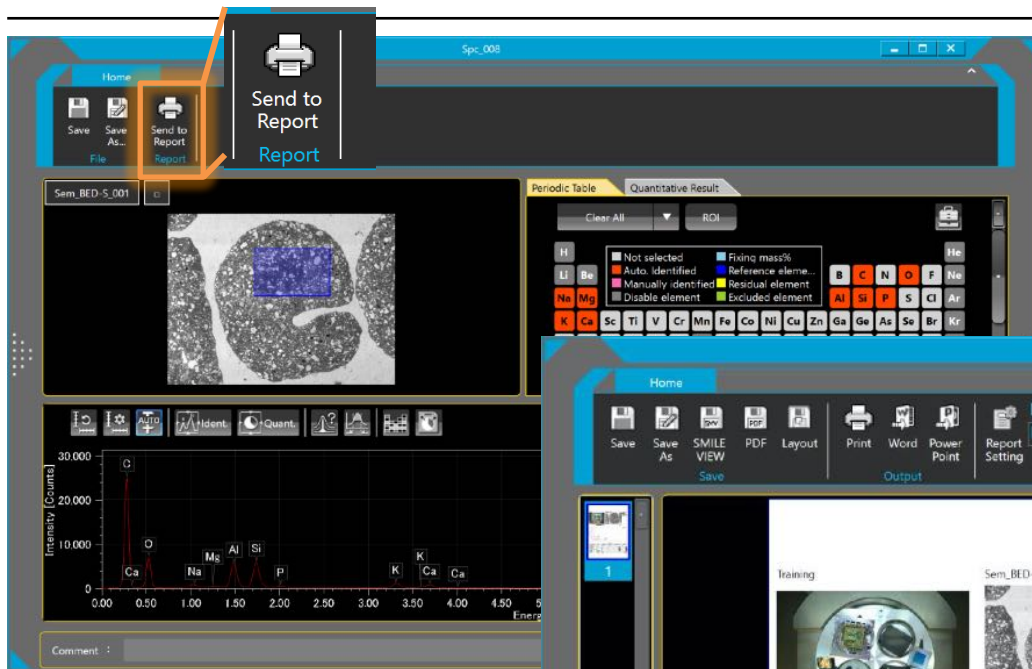 Spc_008
Home
Save
Save
As...
Send to
Report
File
Report
Send to
Report
Report
Sem_BED-S_001
Periodic Table
Quantitative Result
Clear All
ROI
Not selected
Fixing mass%
Auto. Identified
Reference eleme...
Manually identified
Residual element
Disable element
Excluded element
H
He
Li Be
B C N O F Ne
Na Mg
Al Si P S Cl Ar
K Ca Sc Ti V Cr Mn Fe Co Ni Cu Zn Ga Ge As Se Br Kr
AUTO
Ident.
Quant.
?
Intensity [Counts]
30,000
20,000
10,000
0
C
Ca
O
Na
Mg
Al
Si
P
K
K
Ca
Ca
0.00 0.50 1.00 1.50 2.00 2.50 3.00 3.50 4.00 4.50 5
Energ
Comment :
Home
Save
Save
As
SMILE
VIEW
PDF
Layout
Save
Print
Word
Power
Point
Output
Report
Setting
1
Training
Sem_BED-